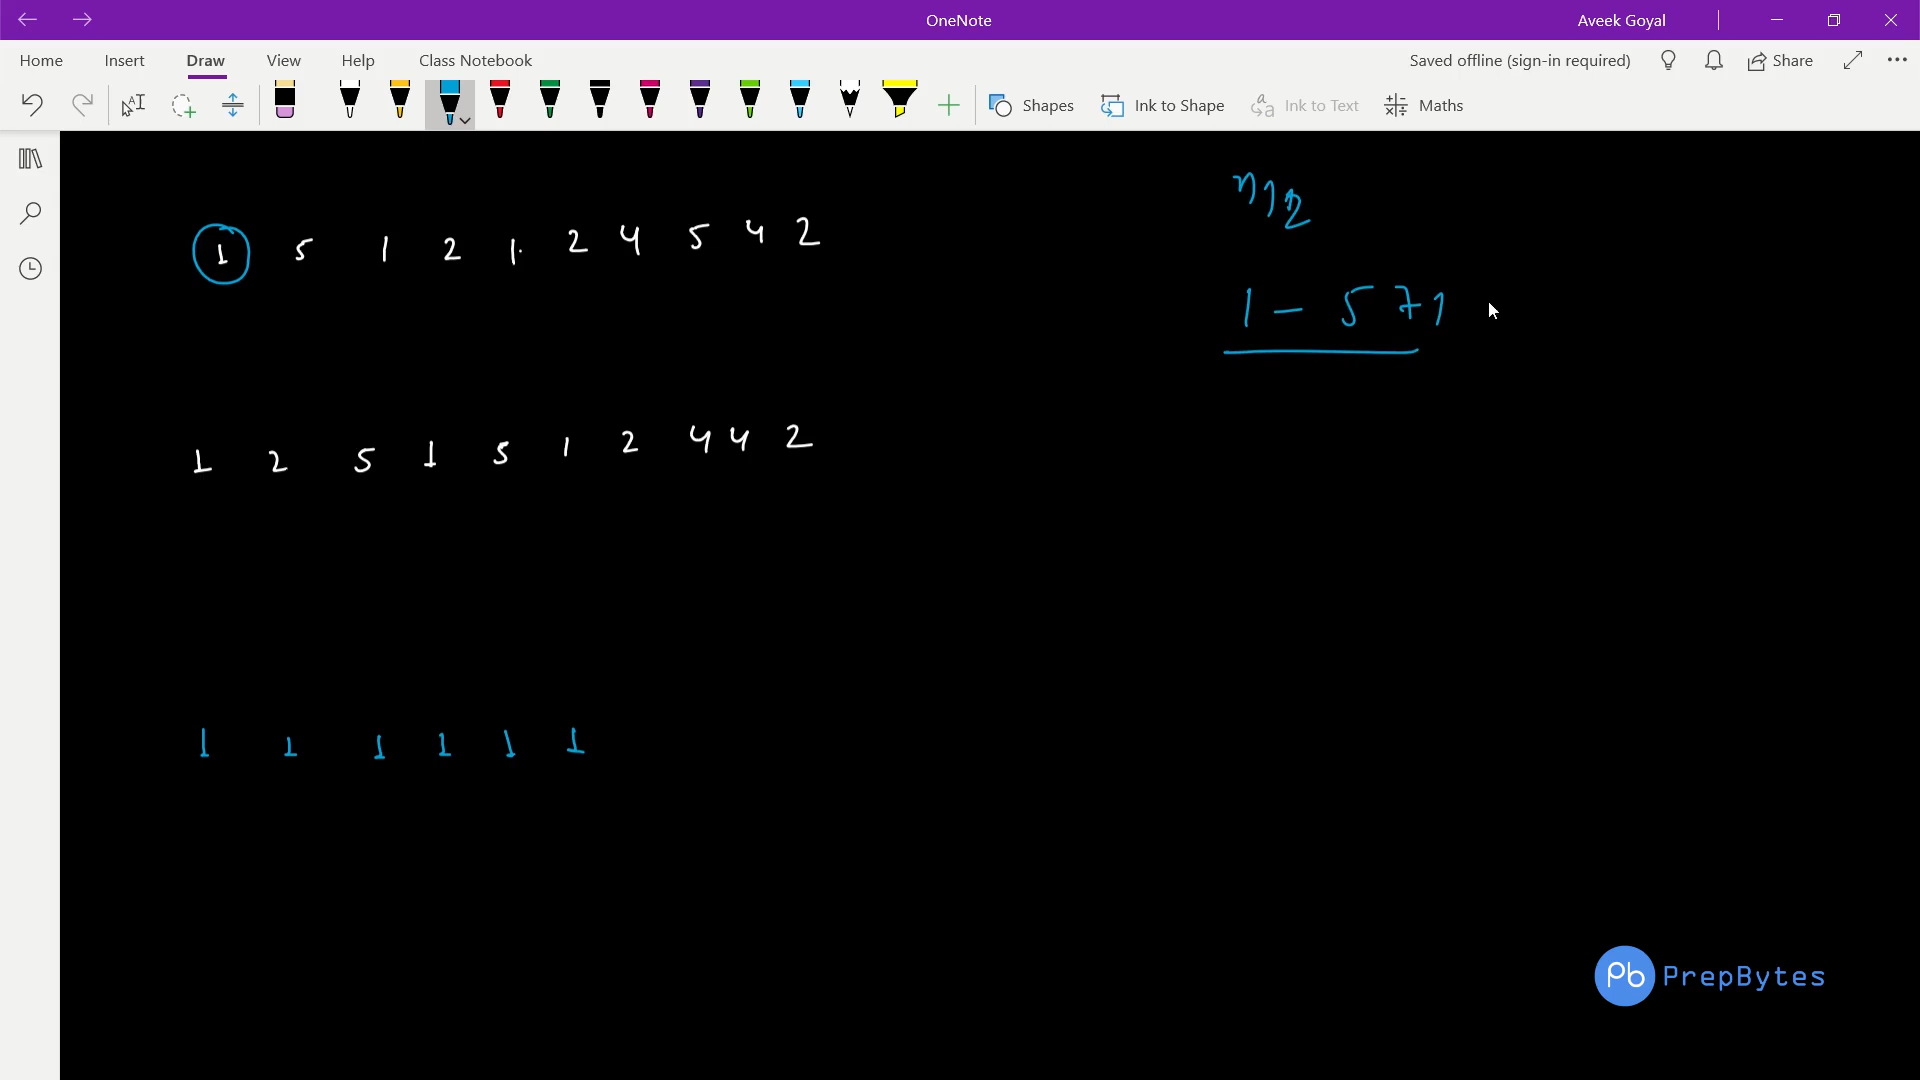 OneNote
Aveek Goyal
Home Insert Draw View Help Class Notebook
Saved offline (sign-in required) Share
Shapes Ink to Shape Ink to Text Maths
n/2
1 5 1 2 1 2 4 5 4 2
1 - 5 7 1
1 2 5 1 5 1 2 4 4 2
1 1 1 1 1 1
Pb PrepBytes